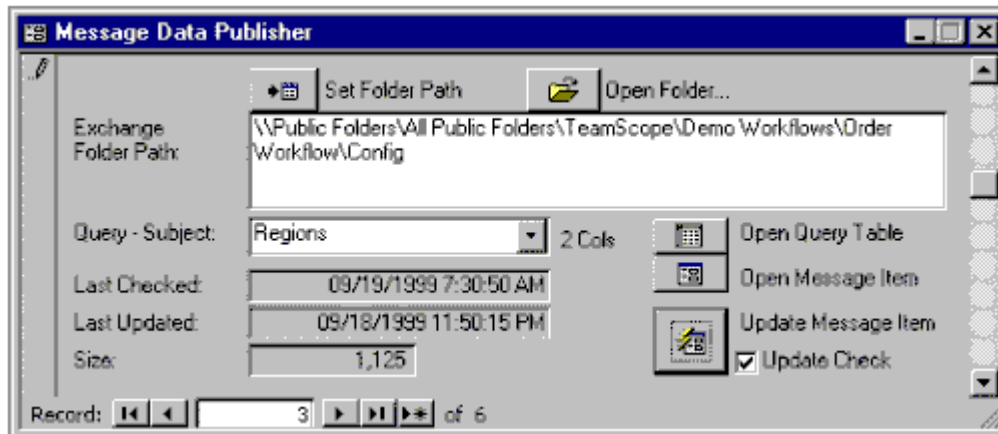 Message Data Publisher
Set Folder Path
Open Folder...
Exchange
Folder Path:
\\Public Folders\All Public Folders\TeamScope\Demo Workflows\Order
Workflow\Config
Query - Subject:
Regions
2 Cols
Open Query Table
Open Message Item
Last Checked:
09/19/1999 7:30:50 AM
Last Updated:
09/18/1999 11:50:15 PM
Update Message Item
Size:
1,125
Update Check
Record:
3
of 6